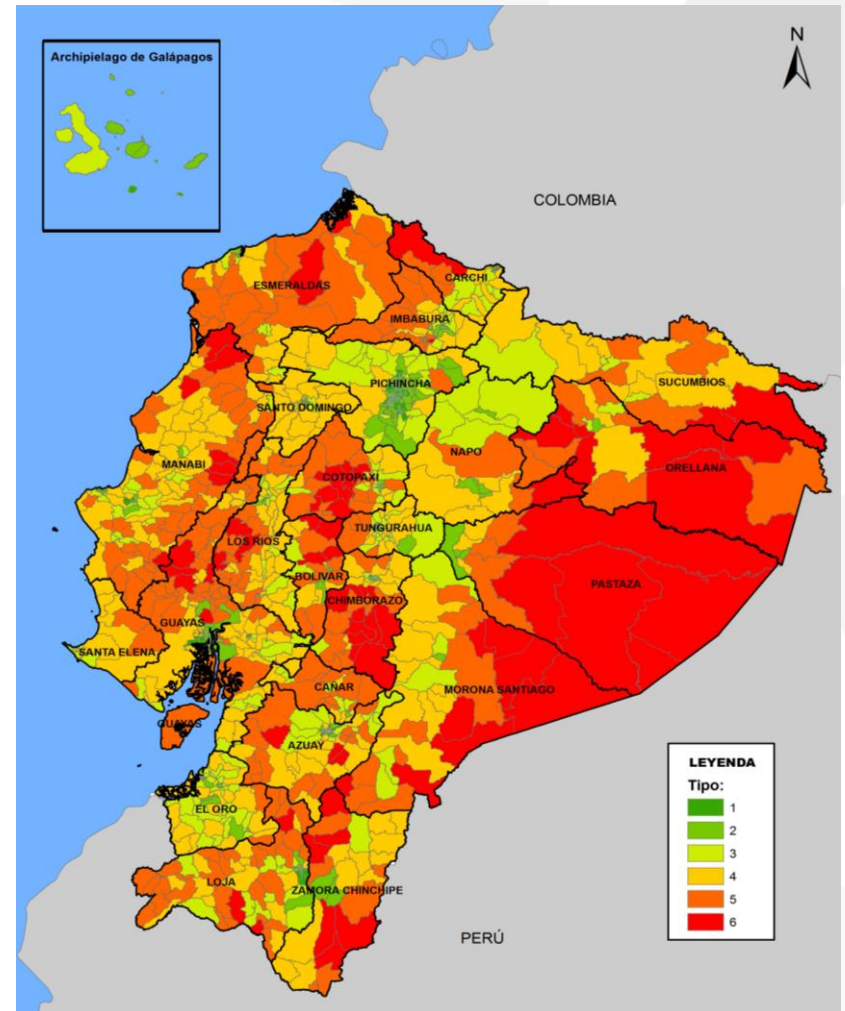 Archipielago de Galápagos
N
COLOMBIA
ESMERALDAS
CARCHI
IMBABURA
PICHINCHA
SUCUMBIOS
SANTO DOMINGO
MANABI
NAPO
ORELLANA
COTOPAXI
TUNGURAHUA
LOS RIOS
BOLIVAR
PASTAZA
CHIMBORAZO
GUAYAS
SANTA ELENA
CAÑAR
MORONA SANTIAGO
GUAYAS
AZUAY
EL ORO
LOJA
ZAMORA CHINCHIPE
PERÚ
LEYENDA
Tipo:
1
2
3
4
5
6